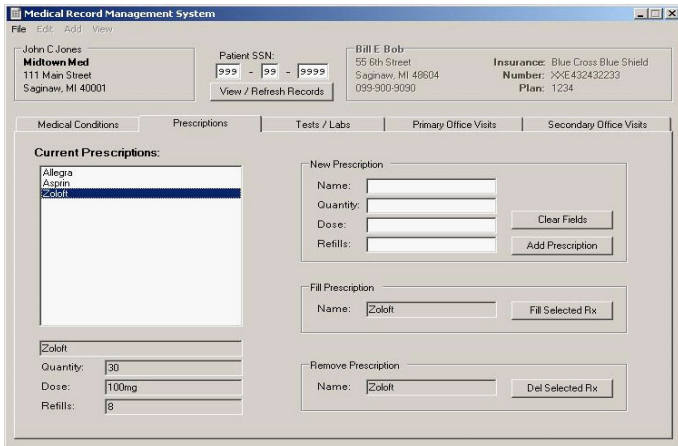 Medical Record Management System
File Edit Add View
John C Jones
Midtown Med
111 Main Street
Saginaw, MI 40001
Patient SSN:
999 - 99 - 9999
View / Refresh Records
Bill E Bob
55 6th Street
Saginaw, MI 48604
099-900-9090
Insurance: Blue Cross Blue Shield
Number: XXE432432233
Plan: 1234
Medical Conditions
Prescriptions
Tests / Labs
Primary Office Visits
Secondary Office Visits
Current Prescriptions:
Allegra
Asprin
Zoloft
Zoloft
Quantity: 30
Dose: 100mg
Refills: 8
New Prescription
Name:
Quantity:
Dose:
Refills:
Clear Fields
Add Prescription
Fill Prescription
Name: Zoloft
Fill Selected Rx
Remove Prescription
Name: Zoloft
Del Selected Rx